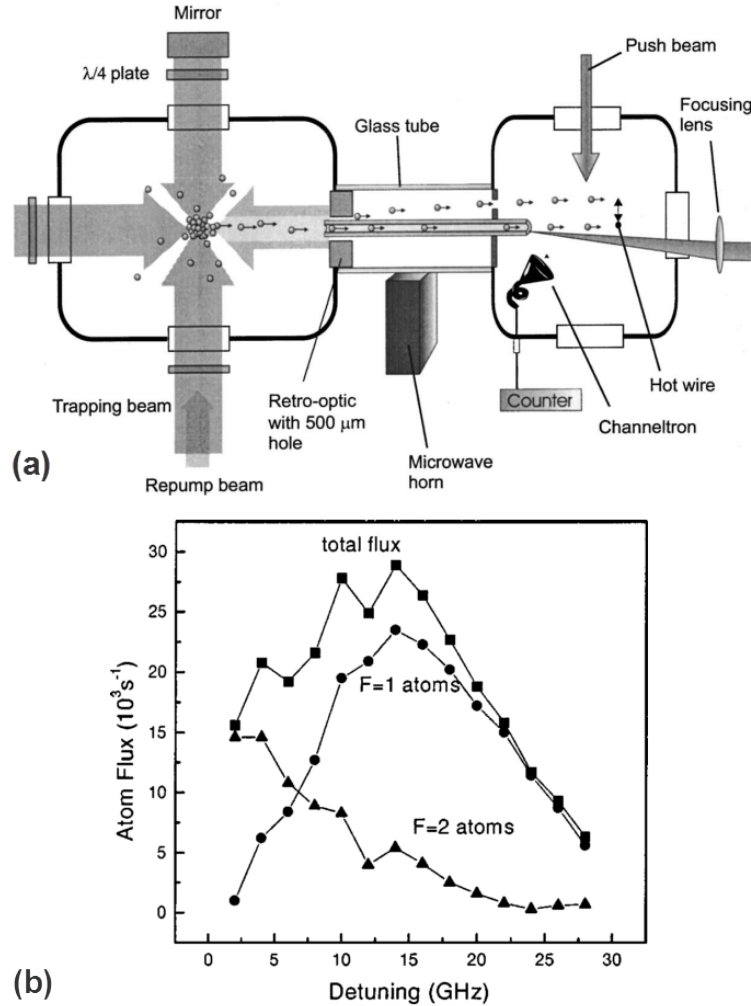 Mirror
λ/4 plate
Push beam
Focusing
lens
Glass tube
Trapping beam
Repump beam
Retro-optic
with 500 μm
hole
Microwave
horn
Counter
Hot wire
Channeltron
(a)
total flux
F=1 atoms
F=2 atoms
Atom Flux (10³s⁻¹)
30
25
20
15
10
5
0
0 5 10 15 20 25 30
Detuning (GHz)
(b)